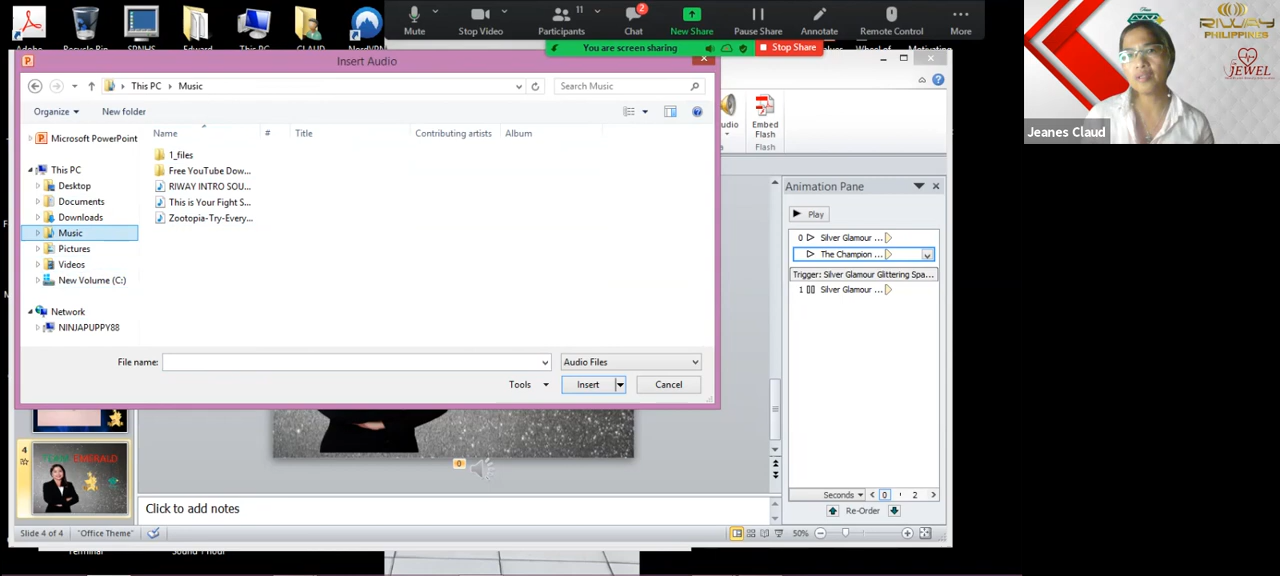 Adobe
Recycle Bin
SPNHS
Edward
This PC
CLAUD
NordVPN
Mute
Stop Video
11
Participants
2
Chat
New Share
Pause Share
Annotate
Remote Control
More
You are screen sharing
Stop Share
RIWAY
PHILIPPINES
JEWEL
Jeanes Claud
Insert Audio
This PC
Music
Search Music
Organize
New folder
Name
#
Title
Contributing artists
Album
Microsoft PowerPoint
This PC
Desktop
Documents
Downloads
Music
Pictures
Videos
New Volume (C:)
Network
NINJAPUPPY88
1_files
Free YouTube Dow...
RIWAY INTRO SOU...
This is Your Fight S...
Zootopia-Try-Every...
File name:
Audio Files
Tools
Insert
Cancel
Embed
Flash
Flash
Animation Pane
Play
0 Silver Glamour ...
The Champion ...
Trigger: Silver Glamour Glittering Spa...
1 Silver Glamour ...
Seconds
0
2
Re-Order
4
EMERALD
0
Click to add notes
Slide 4 of 4
"Office Theme"
50%